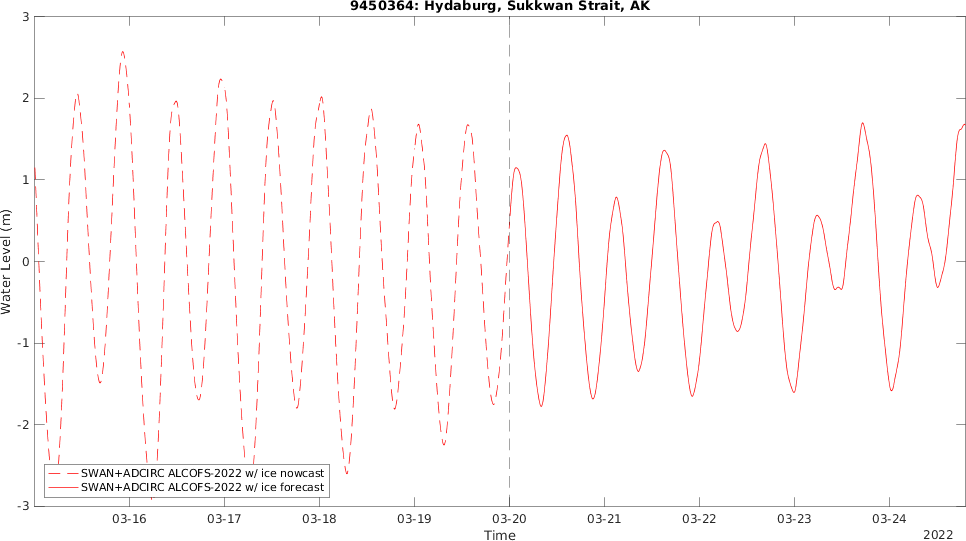 9450364: Hydaburg, Sukkwan Strait, AK
3
2
1
0
-1
-2
-3
Water Level (m)
SWAN+ADCIRC ALCOFS-2022 w/ ice nowcast
SWAN+ADCIRC ALCOFS-2022 w/ ice forecast
03-16 03-17 03-18 03-19 03-20 03-21 03-22 03-23 03-24
Time
2022